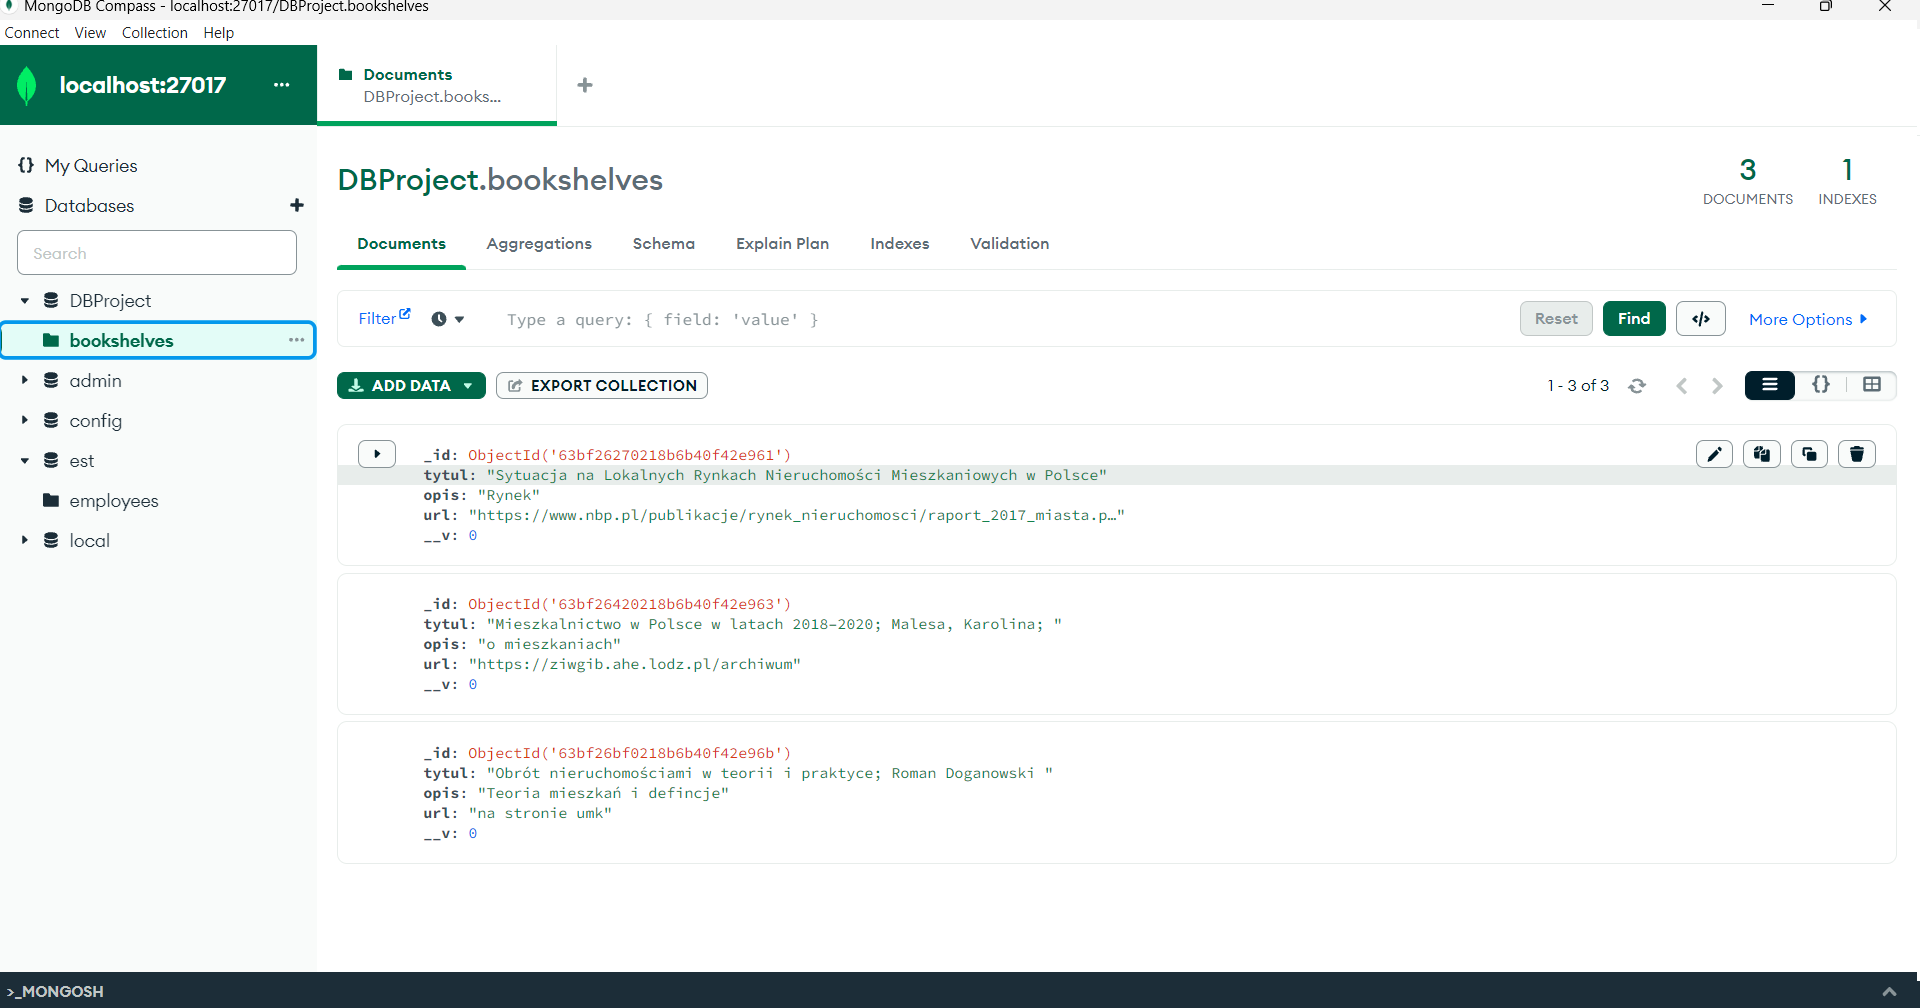 MongoDB Compass - localhost:27017/DBProject.bookshelves
Connect View Collection Help
localhost:27017 ...
Documents
DBProject.books...
My Queries
Databases
Search
DBProject
bookshelves
admin
config
est
employees
local
DBProject.bookshelves
3
DOCUMENTS
1
INDEXES
Documents Aggregations Schema Explain Plan Indexes Validation
Filter Type a query: { field: 'value' } Reset Find </> More Options
ADD DATA EXPORT COLLECTION 1 - 3 of 3 {}
_id: ObjectId('63bf26270218b6b40f42e961')
tytul: "Sytuacja na Lokalnych Rynkach Nieruchomości Mieszkaniowych w Polsce"
opis: "Rynek"
url: "https://www.nbp.pl/publikacje/rynek_nieruchomosci/raport_2017_miasta.p…"
__v: 0
_id: ObjectId('63bf26420218b6b40f42e963')
tytul: "Mieszkalnictwo w Polsce w latach 2018-2020; Malesa, Karolina; "
opis: "o mieszkaniach"
url: "https://ziwgib.ahe.lodz.pl/archiwum"
__v: 0
_id: ObjectId('63bf26bf0218b6b40f42e96b')
tytul: "Obrót nieruchomościami w teorii i praktyce; Roman Doganowski "
opis: "Teoria mieszkań i defincje"
url: "na stronie umk"
__v: 0
>_MONGOSH